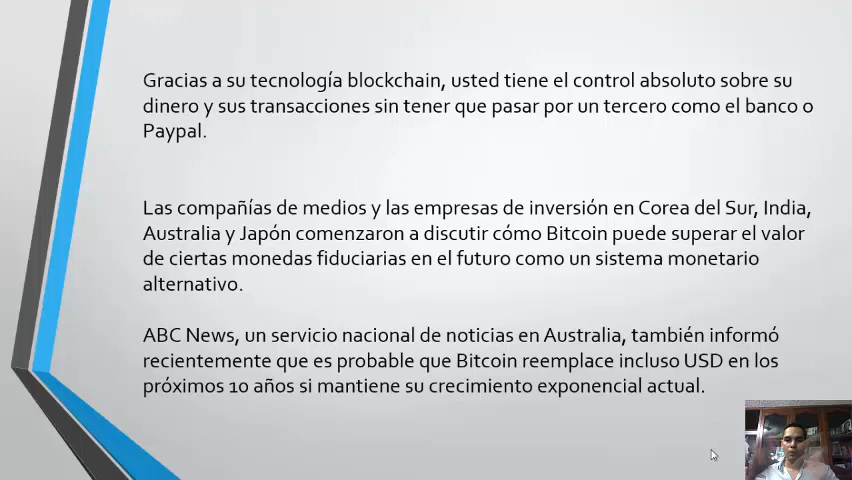 Gracias a su tecnología blockchain, usted tiene el control absoluto sobre su
dinero y sus transacciones sin tener que pasar por un tercero como el banco o
Paypal.
Las compañías de medios y las empresas de inversión en Corea del Sur, India,
Australia y Japón comenzaron a discutir cómo Bitcoin puede superar el valor
de ciertas monedas fiduciarias en el futuro como un sistema monetario
alternativo.
ABC News, un servicio nacional de noticias en Australia, también informó
recientemente que es probable que Bitcoin reemplace incluso USD en los
próximos 10 años si mantiene su crecimiento exponencial actual.